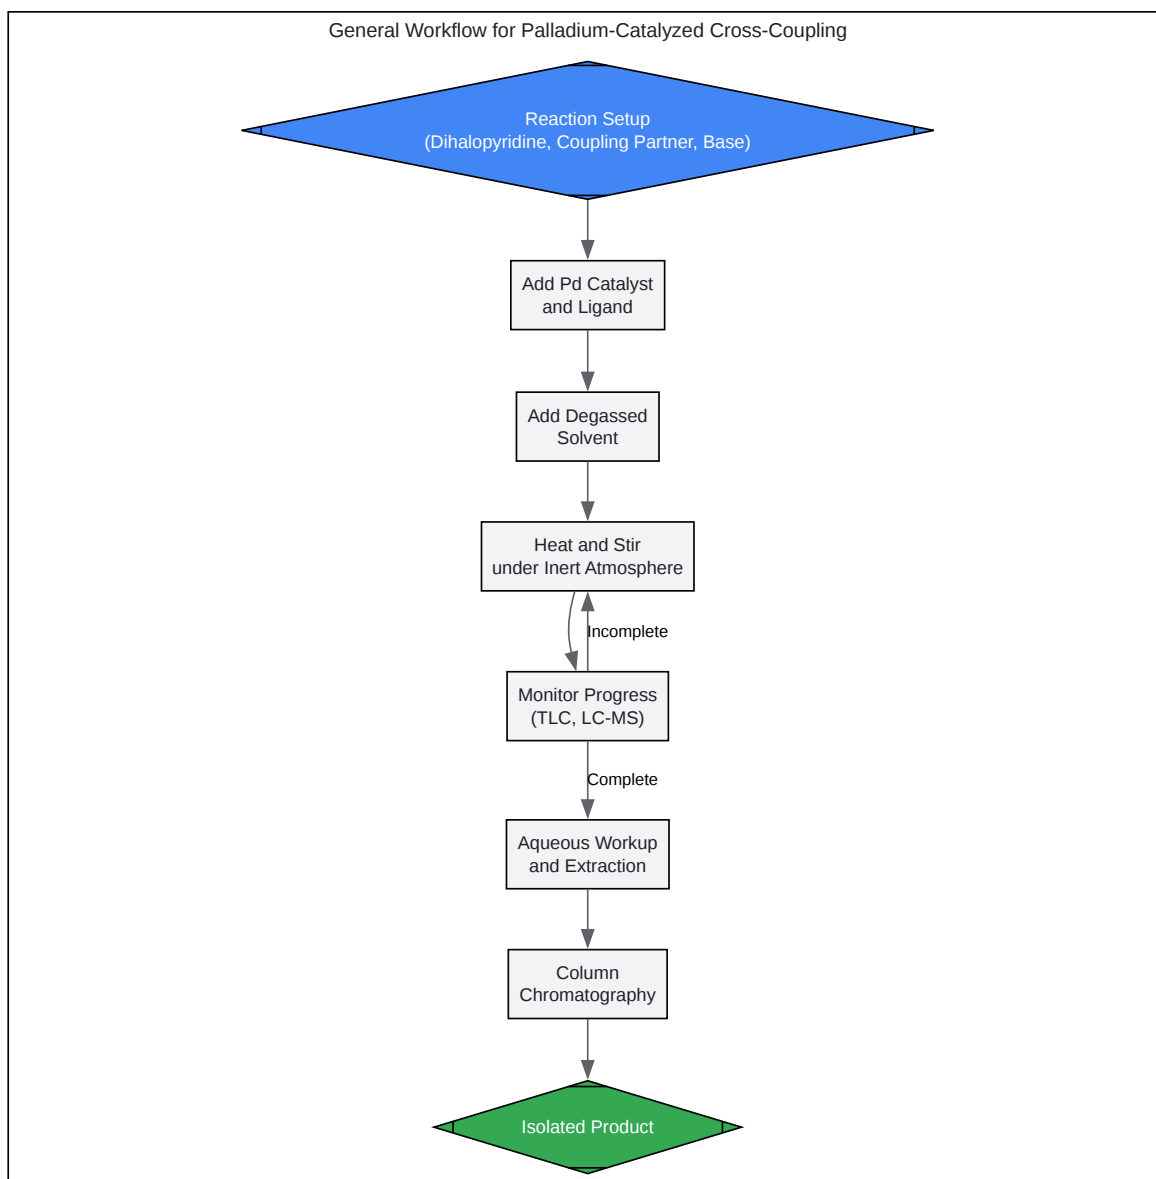 General Workflow for Palladium-Catalyzed Cross-Coupling
Reaction Setup
(Dihalopyridine, Coupling Partner, Base)
Add Pd Catalyst
and Ligand
Add Degassed
Solvent
Heat and Stir
under Inert Atmosphere
Incomplete
Monitor Progress
(TLC, LC-MS)
Complete
Aqueous Workup
and Extraction
Column
Chromatography
Isolated Product